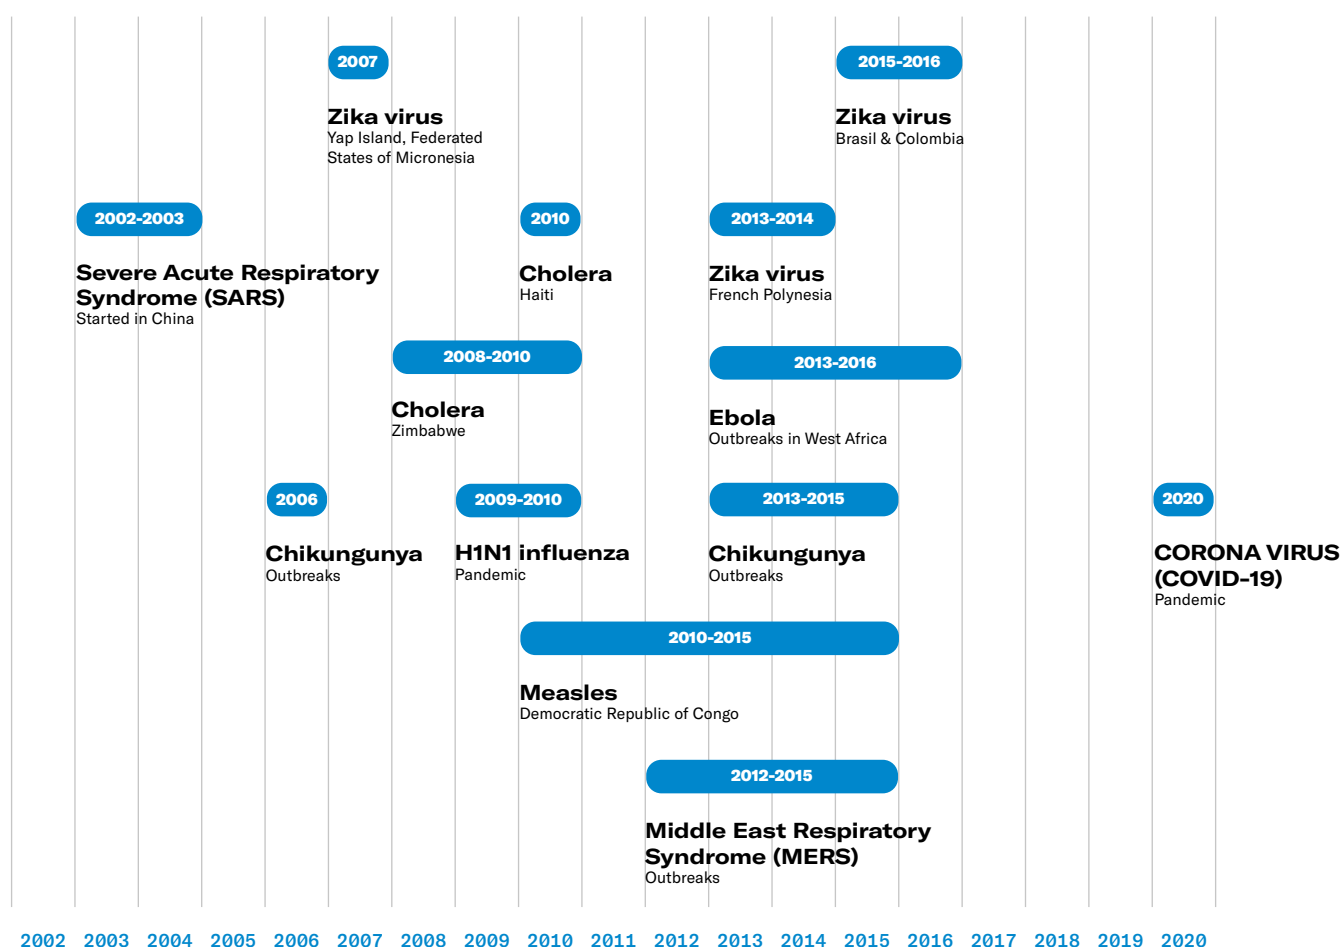 2007
Zika virus
Yap Island, Federated
States of Micronesia
2015-2016
Zika virus
Brasil & Colombia
2002-2003
Severe Acute Respiratory
Syndrome (SARS)
Started in China
2010
Cholera
Haiti
2013-2014
Zika virus
French Polynesia
2008-2010
Cholera
Zimbabwe
2013-2016
Ebola
Outbreaks in West Africa
2006
Chikungunya
Outbreaks
2009-2010
H1N1 influenza
Pandemic
2013-2015
Chikungunya
Outbreaks
2020
CORONA VIRUS
(COVID-19)
Pandemic
2010-2015
Measles
Democratic Republic of Congo
2012-2015
Middle East Respiratory
Syndrome (MERS)
Outbreaks
2002 2003 2004 2005 2006 2007 2008 2009 2010 2011 2012 2013 2014 2015 2016 2017 2018 2019 2020